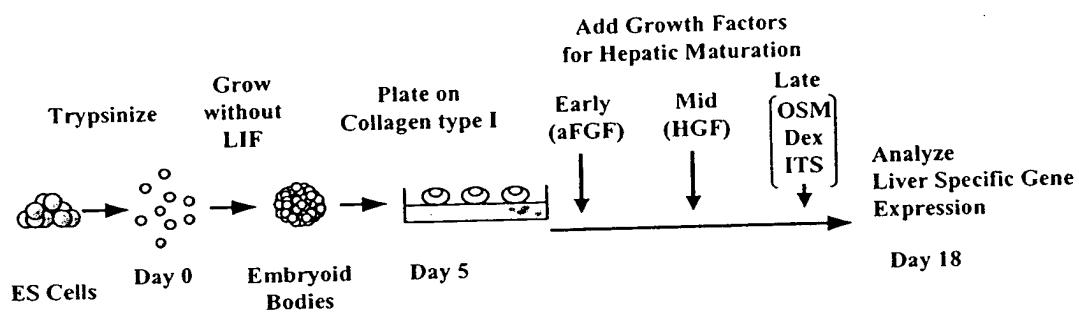 Add Growth Factors
for Hepatic Maturation
Trypsinize
Grow
without
LIF
Plate on
Collagen type I
Early
(aFGF)
Mid
(HGF)
Late
OSM
Dex
ITS
Analyze
Liver Specific Gene
Expression
ES Cells
Day 0
Embryoid
Bodies
Day 5
Day 18